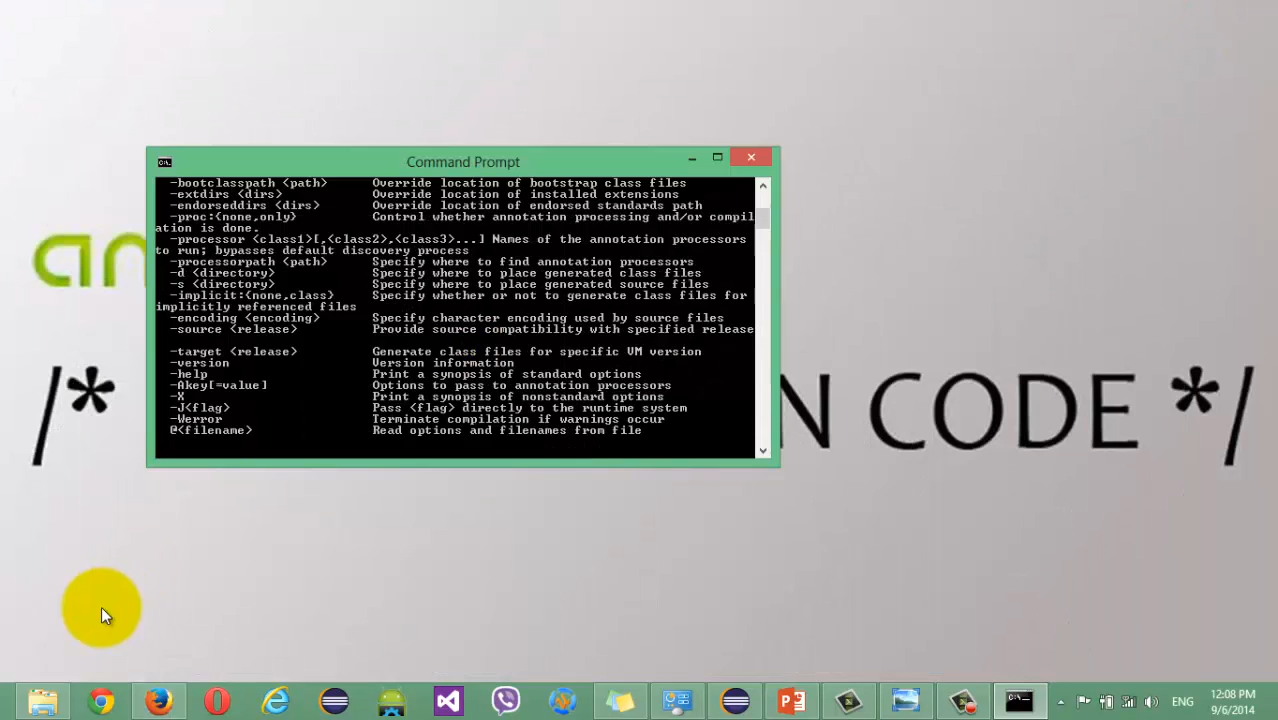 Command Prompt
-bootclasspath <path> Override location of bootstrap class files
-extdirs <dirs> Override location of installed extensions
-endorseddirs <dirs> Override location of endorsed standards path
-proc:{none,only} Control whether annotation processing and/or compil
ation is done.
-processor <class1>[,<class2>,<class3>...] Names of the annotation processors
to run; bypasses default discovery process
-processorpath <path> Specify where to find annotation processors
-d <directory> Specify where to place generated class files
-s <directory> Specify where to place generated source files
-implicit:{none,class} Specify whether or not to generate class files for
implicitly referenced files
-encoding <encoding> Specify character encoding used by source files
-source <release> Provide source compatibility with specified release
-target <release> Generate class files for specific VM version
-version Version information
-help Print a synopsis of standard options
-Akey[=value] Options to pass to annotation processors
-X Print a synopsis of nonstandard options
-J<flag> Pass <flag> directly to the runtime system
-Werror Terminate compilation if warnings occur
@<filename> Read options and filenames from file
an
/* N CODE */
ENG
12:08 PM
9/6/2014